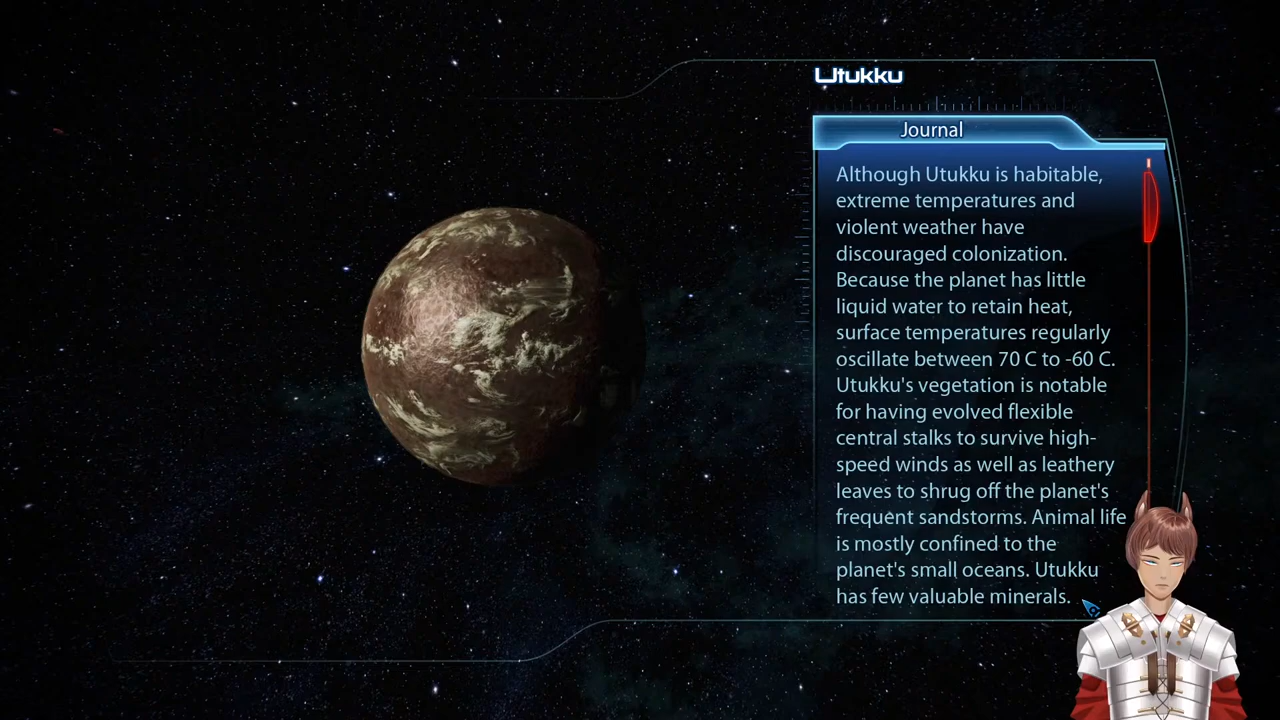 Utukku
Journal
Although Utukku is habitable,
extreme temperatures and
violent weather have
discouraged colonization.
Because the planet has little
liquid water to retain heat,
surface temperatures regularly
oscillate between 70 C to -60 C.
Utukku's vegetation is notable
for having evolved flexible
central stalks to survive high-
speed winds as well as leathery
leaves to shrug off the planet's
frequent sandstorms. Animal life
is mostly confined to the
planet's small oceans. Utukku
has few valuable minerals.